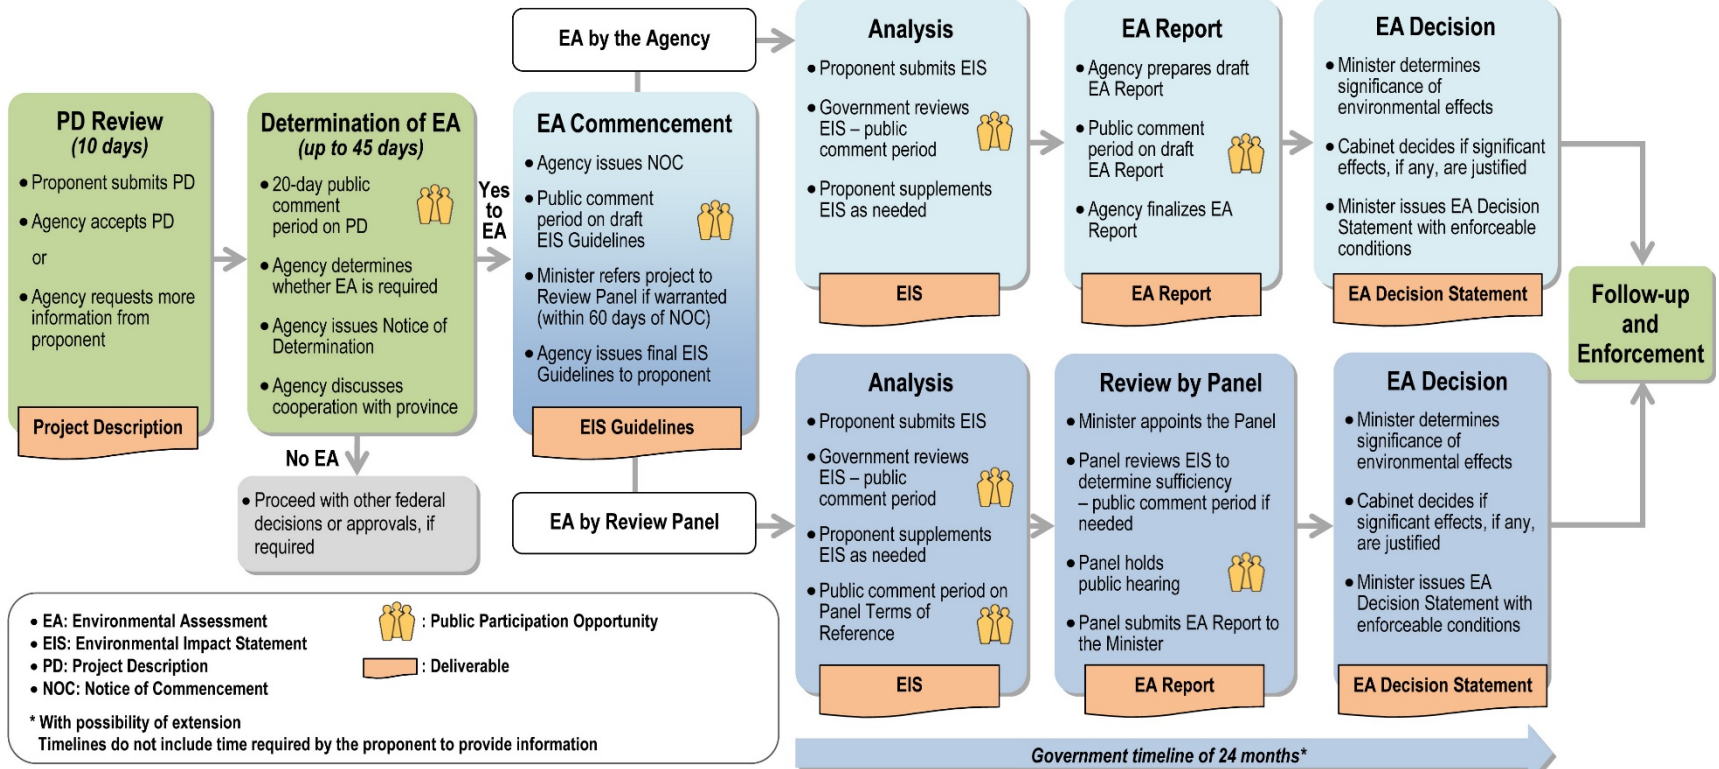 PD Review
(10 days)
• Proponent submits PD
• Agency accepts PD
or
• Agency requests more
information from
proponent
Project Description
Determination of EA
(up to 45 days)
• 20-day public
comment
period on PD
• Agency determines
whether EA is required
• Agency issues Notice of
Determination
• Agency discusses
cooperation with province
No EA
• Proceed with other federal
decisions or approvals, if
required
Yes
to
EA
EA by the Agency
EA Commencement
• Agency issues NOC
• Public comment
period on draft
EIS Guidelines
• Minister refers project to
Review Panel if warranted
(within 60 days of NOC)
• Agency issues final EIS
Guidelines to proponent
EIS Guidelines
EA by Review Panel
Analysis
• Proponent submits EIS
• Government reviews
EIS – public
comment period
• Proponent supplements
EIS as needed
EIS
EA Report
• Agency prepares draft
EA Report
• Public comment
period on draft
EA Report
• Agency finalizes EA
Report
EA Report
EA Decision
• Minister determines
significance of
environmental effects
• Cabinet decides if significant
effects, if any, are justified
• Minister issues EA Decision
Statement with enforceable
conditions
EA Decision Statement
Analysis
• Proponent submits EIS
• Government reviews
EIS – public
comment period
• Proponent supplements
EIS as needed
• Public comment period on
Panel Terms of
Reference
EIS
Review by Panel
• Minister appoints the Panel
• Panel reviews EIS to
determine sufficiency
– public comment period if
needed
• Panel holds
public hearing
• Panel submits EA Report to
the Minister
EA Report
EA Decision
• Minister determines
significance of
environmental effects
• Cabinet decides if
significant effects, if any,
are justified
• Minister issues EA
Decision Statement with
enforceable conditions
EA Decision Statement
Follow-up
and
Enforcement
• EA: Environmental Assessment
• EIS: Environmental Impact Statement
• PD: Project Description
• NOC: Notice of Commencement
: Public Participation Opportunity
: Deliverable
* With possibility of extension
Timelines do not include time required by the proponent to provide information
Government timeline of 24 months*